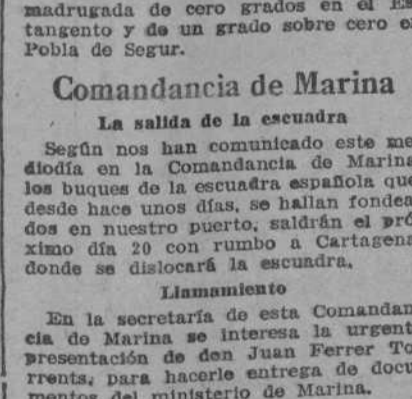 madrugada de cero grados en el Es
tangento y de un grado sobre cero e
Pobla de Segur.
Comandancia de Marina
La salida de la escuadra
Según nos han comunicado este me
diodía en la Comandancia de Marina
los buques de la escuadra española que
desde hace unos días, se hallan fondea
dos en nuestro puerto, saldrán el pró
ximo día 20 con rumbo a Cartagena
donde se dislocará la escuadra.
Llamamiento
En la secretaría de esta Comandan
cia de Marina se interesa la urgent
presentación de den Juan Ferrer To
rrents, para hacerle entrega de docu
mentos del ministerio de Marina.